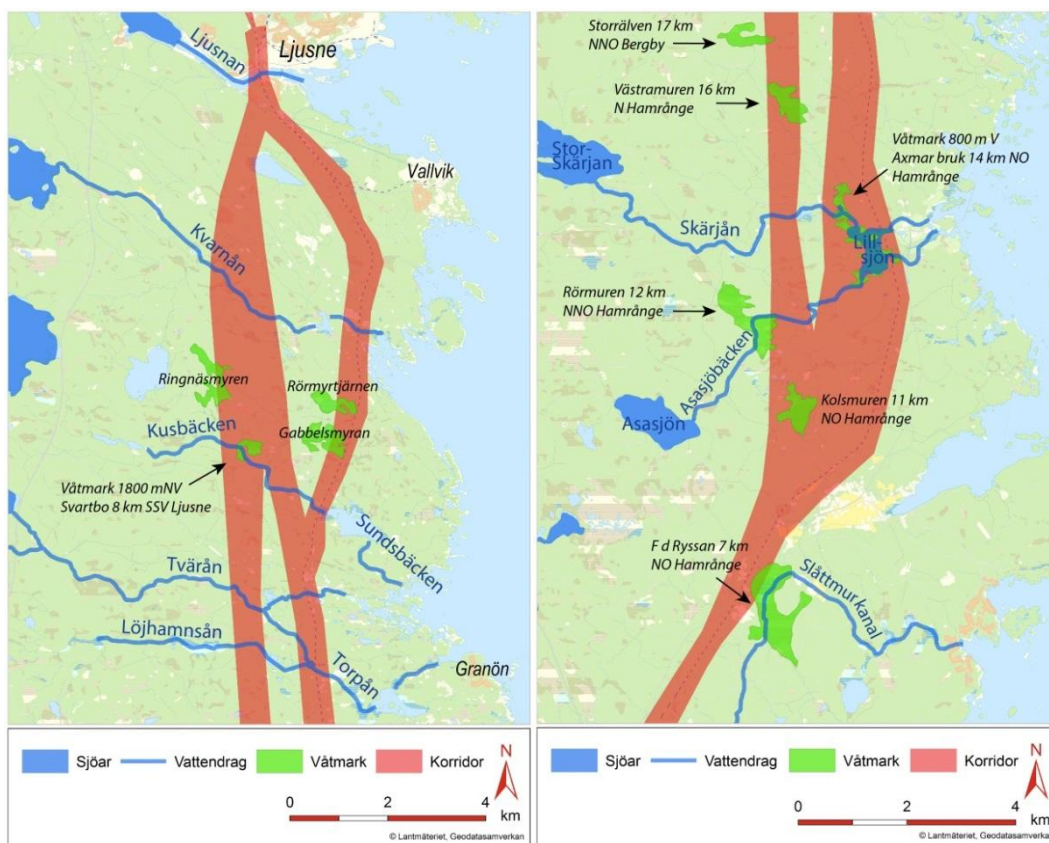 Ljusnan
Ljusne
Vallvik
Kvarnån
Ringnäsmyren
Rörmyrtjärnen
Kusbäcken
Gabbelsmyran
Våtmark 1800 mNV
Svartbo 8 km SSV Ljusne
Sundsbäcken
Tvärån
Löjhamnsån
Torpån
Granön
Sjöar
Vattendrag
Våtmark
Korridor
N
0 2 4
km
© Lantmäteriet, Geodatasamverkan
Storrälven 17 km
NNO Bergby
Västramuren 16 km
N Hamrånge
Våtmark 800 m V
Axmar bruk 14 km NO
Hamrånge
Stor-
Skärjan
Skärjån
Lill-
sjön
Rörmuren 12 km
NNO Hamrånge
Asasjöbäcken
Asasjön
Kolsmuren 11 km
NO Hamrånge
F d Ryssan 7 km
NO Hamrånge
Slåttmurkanal
Sjöar
Vattendrag
Våtmark
Korridor
N
0 2 4
km
© Lantmäteriet, Geodatasamverkan